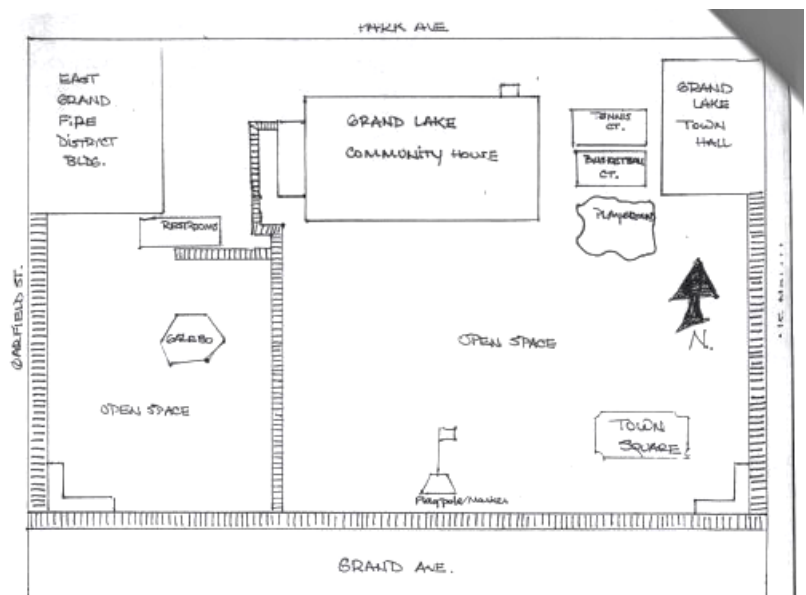 PARK AVE
EAST
GRAND
FIRE
DISTRICT
BLDG.
GRAND LAKE
COMMUNITY HOUSE
TENNIS
CT.
BASKETBALL
CT.
GRAND
LAKE
TOWN
HALL
RESTROOMS
PLAYGROUND
GARFIELD ST.
N.
GAZEBO
OPEN SPACE
OPEN SPACE
TOWN
SQUARE
Flagpole/Marker
GRAND AVE.